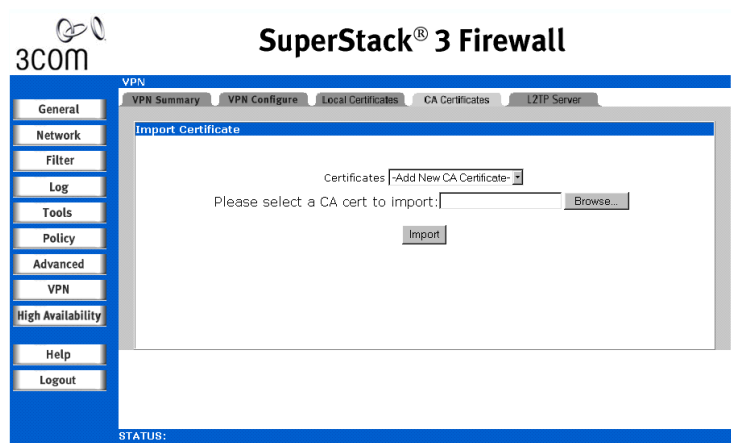 3COM
SuperStack® 3 Firewall
VPN
VPN Summary VPN Configure Local Certificates CA Certificates L2TP Server
General
Network
Filter
Log
Tools
Policy
Advanced
VPN
High Availability
Help
Logout
Import Certificate
Certificates -Add New CA Certificate-
Please select a CA cert to import: Browse...
Import
STATUS: